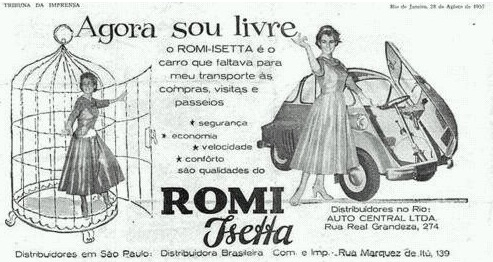 TRIBUNA DA IMPRENSA
Rio de Janeiro, 28 de Agôsto de 1957
Agora sou livre
o ROMI-ISETTA é o
carro que faltava para
meu transporte às
compras, visitas e
passeios
★ segurança
★ economia
★ velocidade
★ confôrto
são qualidades do
ROMI
Isetta
Distribuidores no Rio:
AUTO CENTRAL LTDA.
Rua Real Grandeza, 274
Distribuidores em São Paulo: Distribuidora Brasileira Com. e Imp. - Rua Marquez de Itú, 139